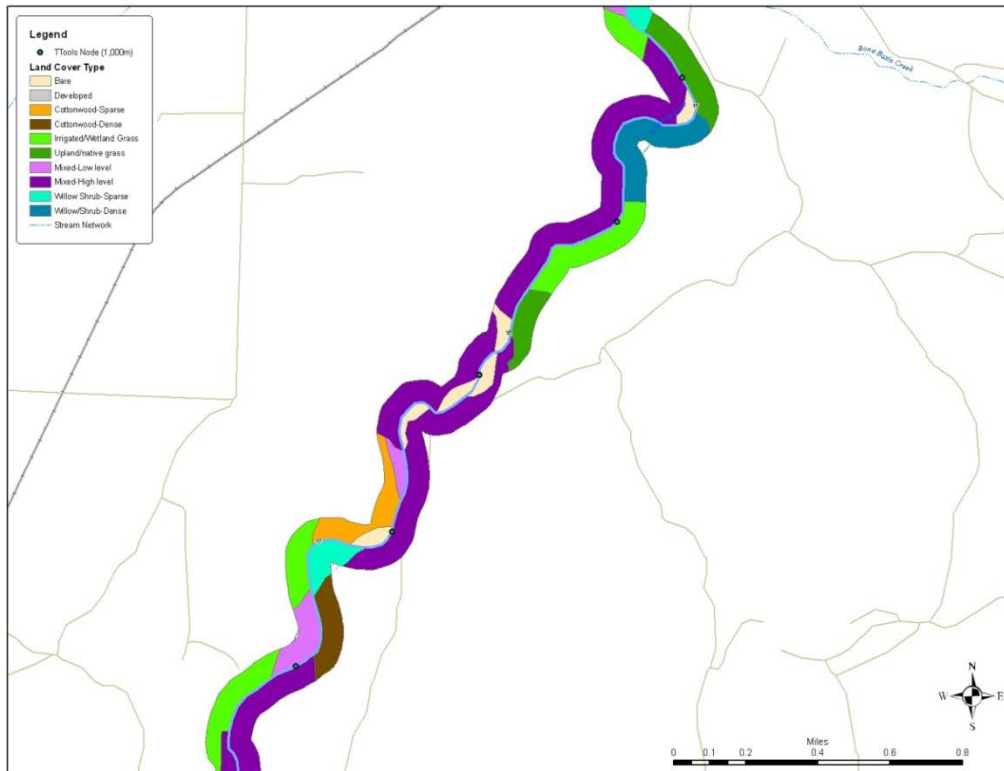 Legend
TTools Node (1,000m)
Land Cover Type
Bare
Developed
Cottonwood-Sparse
Cottonwood-Dense
Irrigated/Wetland Grass
Upland/native grass
Mixed-Low level
Mixed-High level
Willow Shrub-Sparse
Willow/Shrub-Dense
Stream Network
Bone Basin Creek
N
W E
S
Miles
0 0.1 0.2 0.4 0.6 0.8